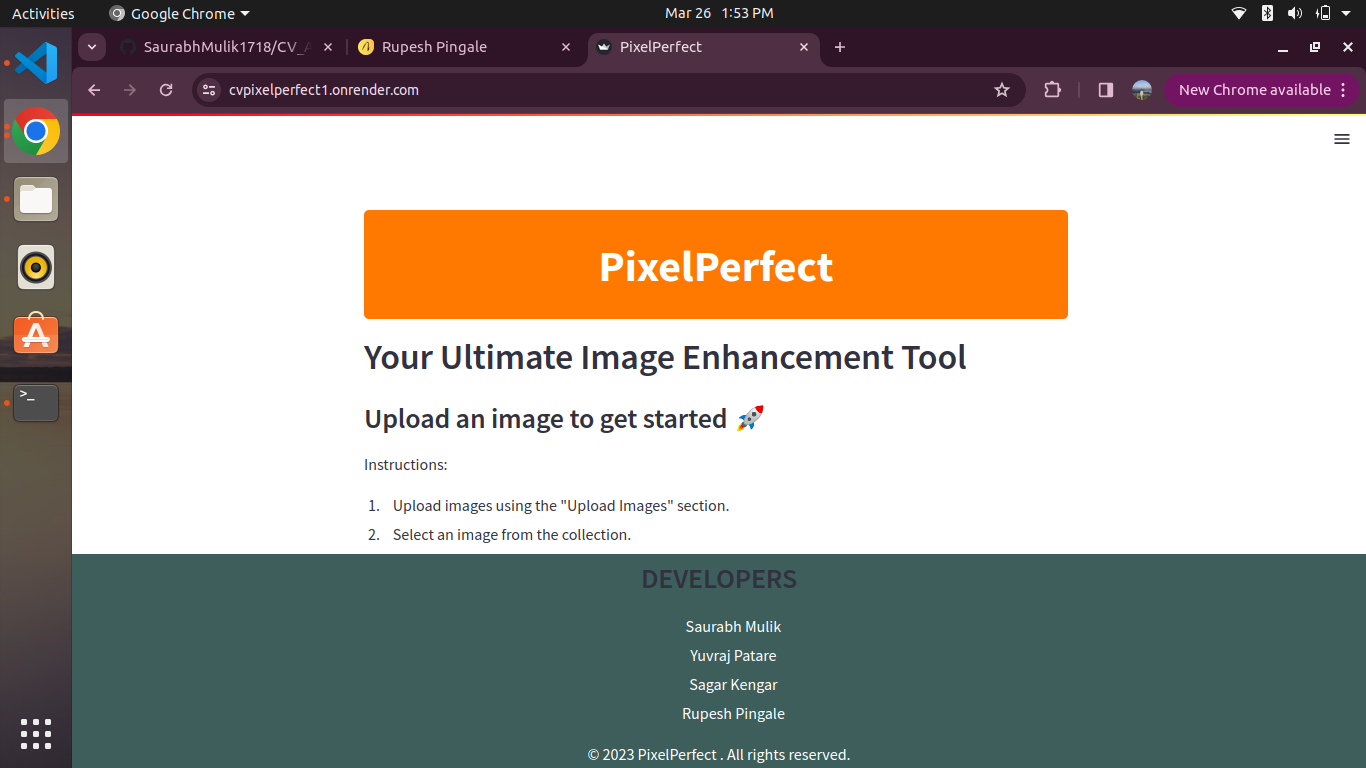 Activities
Google Chrome
Mar 26 1:53 PM
SaurabhMulik1718/CV_
Rupesh Pingale
PixelPerfect
cvpixelperfect1.onrender.com
New Chrome available
PixelPerfect
Your Ultimate Image Enhancement Tool
Upload an image to get started 🚀
Instructions:
1. Upload images using the "Upload Images" section.
2. Select an image from the collection.
DEVELOPERS
Saurabh Mulik
Yuvraj Patare
Sagar Kengar
Rupesh Pingale
© 2023 PixelPerfect . All rights reserved.